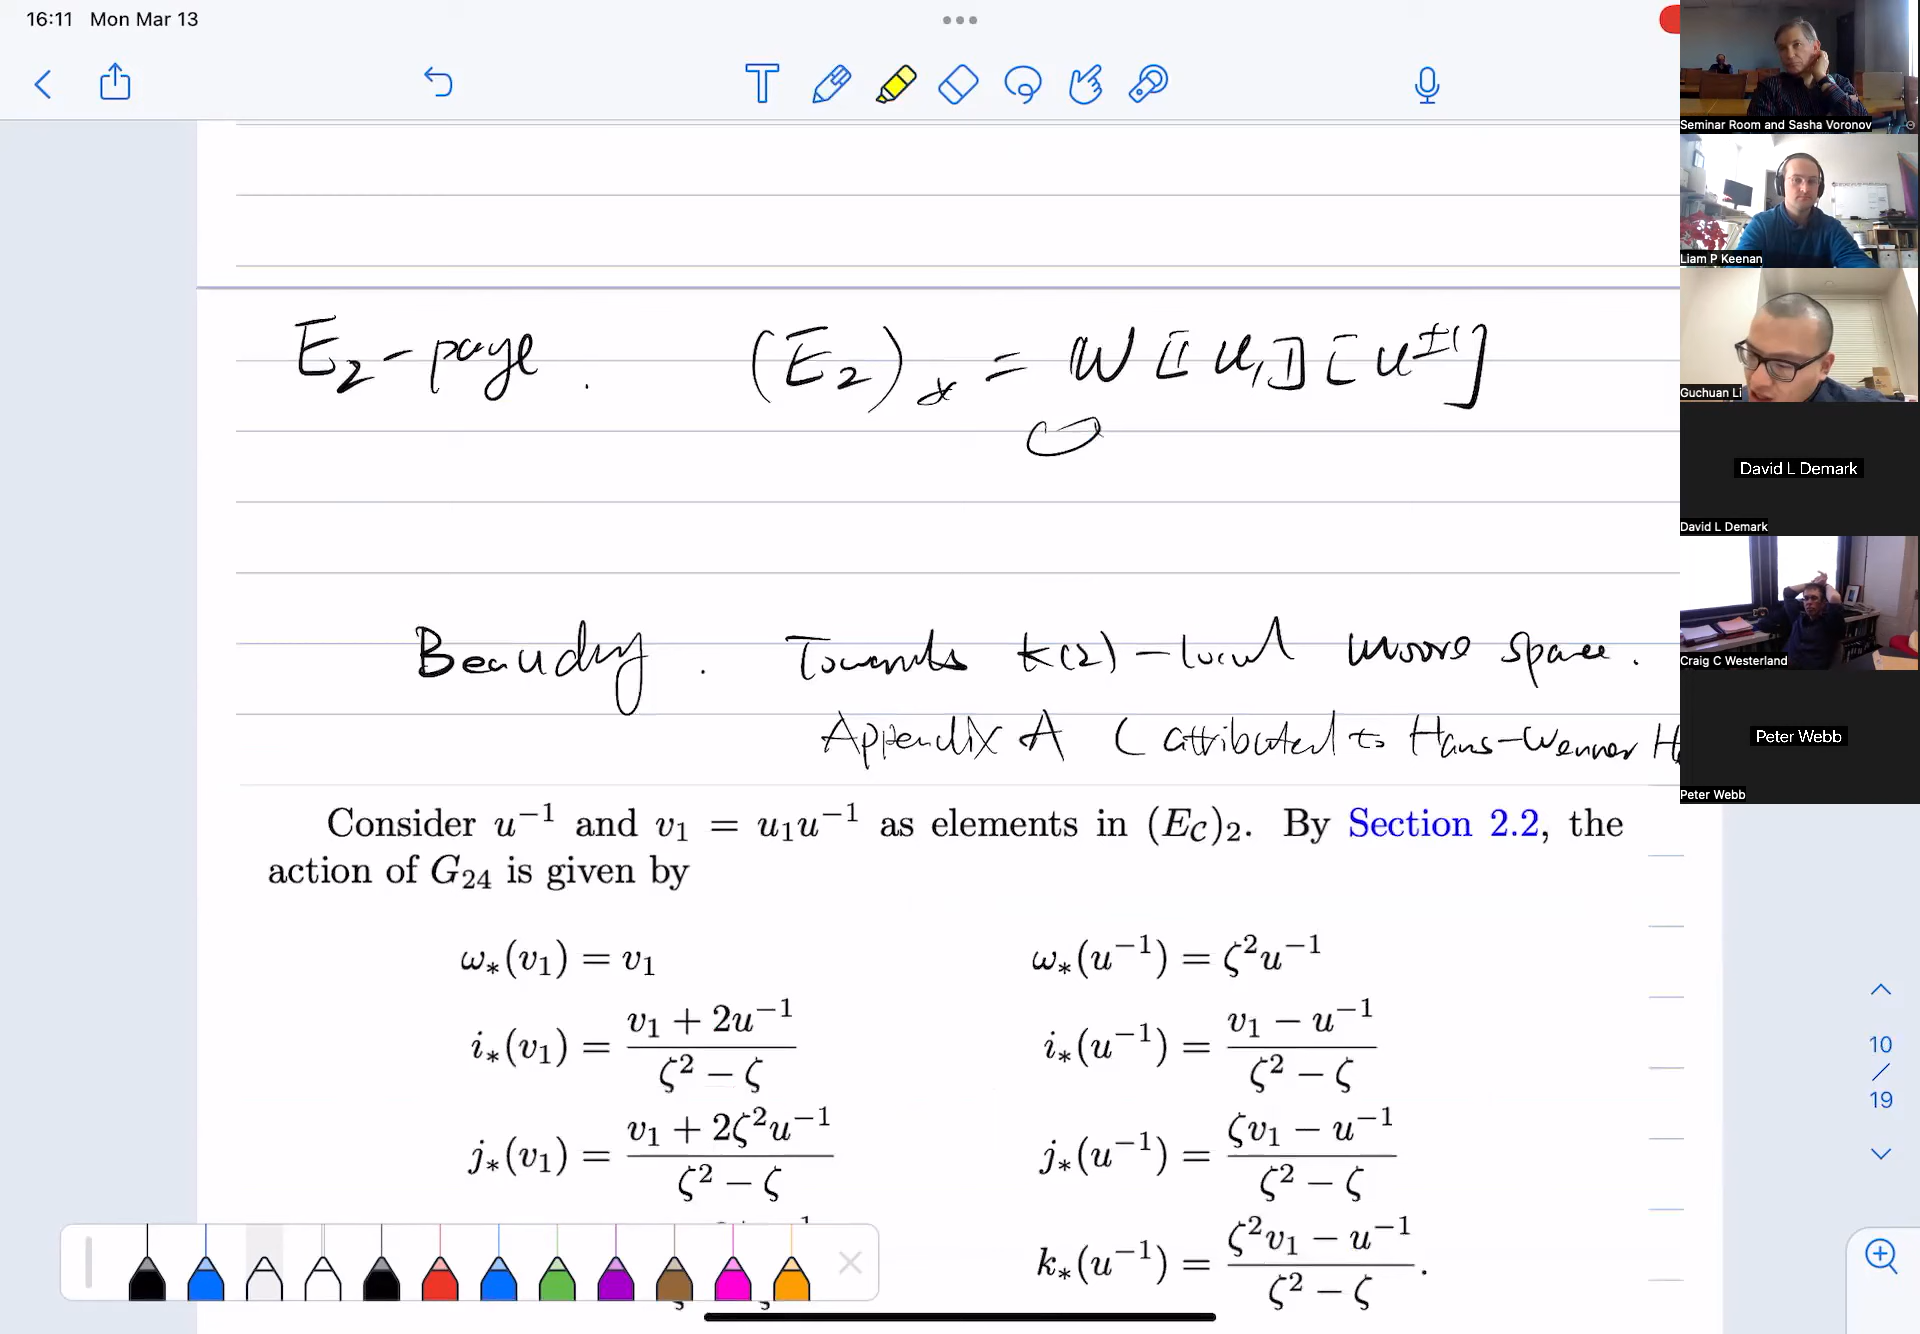 16:11 Mon Mar 13
E₂-page . (E₂)_* = W[[u₁]][u^{±1}]
Beaudry . Towards K(2)-local moore space.
Appendix A ( attributed to Hans-Werner H
Consider u⁻¹ and v₁ = u₁u⁻¹ as elements in (E_C)₂. By Section 2.2, the
action of G₂₄ is given by
ω_*(v₁) = v₁ ω_*(u⁻¹) = ζ²u⁻¹
i_*(v₁) = (v₁ + 2u⁻¹)/(ζ² − ζ) i_*(u⁻¹) = (v₁ − u⁻¹)/(ζ² − ζ)
j_*(v₁) = (v₁ + 2ζ²u⁻¹)/(ζ² − ζ) j_*(u⁻¹) = (ζv₁ − u⁻¹)/(ζ² − ζ)
k_*(u⁻¹) = (ζ²v₁ − u⁻¹)/(ζ² − ζ).
10
/
19
Seminar Room and Sasha Voronov
Liam P Keenan
Guchuan Li
David L Demark
David L Demark
Craig C Westerland
Peter Webb
Peter Webb